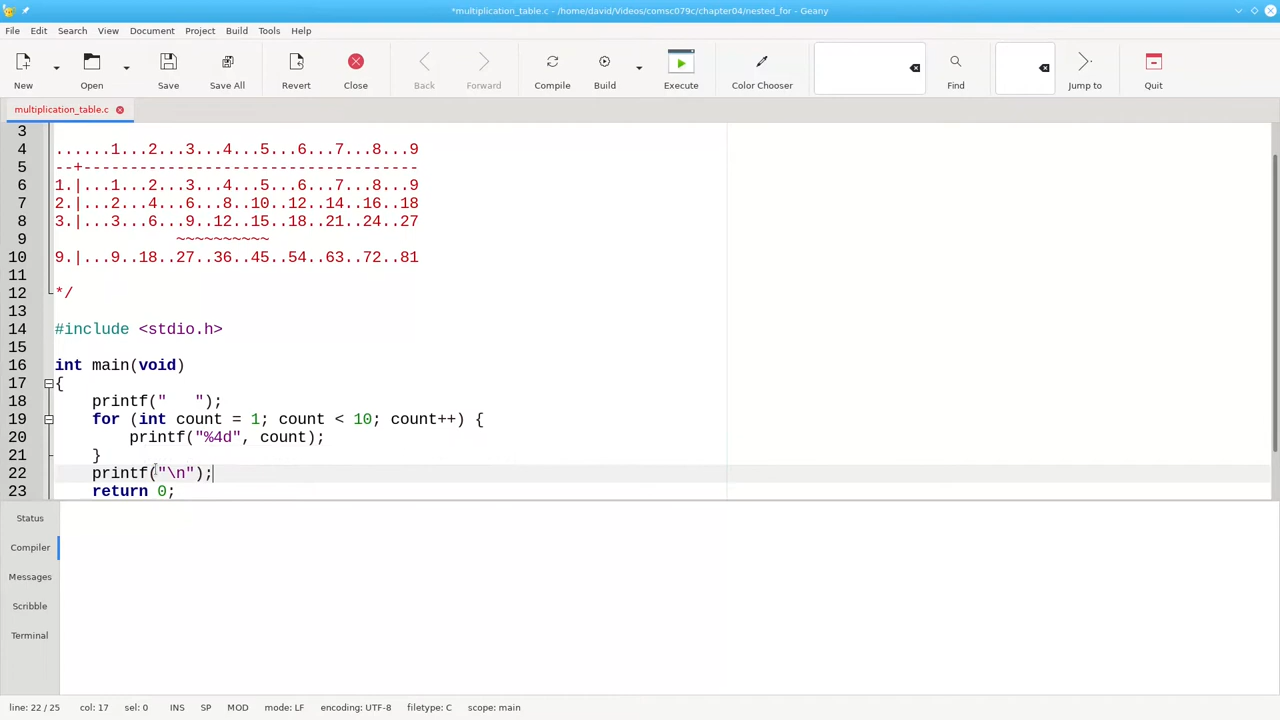 *multiplication_table.c - /home/david/Videos/comsc079c/chapter04/nested_for - Geany
File Edit Search View Document Project Build Tools Help
New Open Save Save All Revert Close Back Forward Compile Build Execute Color Chooser Find Jump to Quit
multiplication_table.c
3
4 ......1...2...3...4...5...6...7...8...9
5 --+------------------------------------
6 1.|...1...2...3...4...5...6...7...8...9
7 2.|...2...4...6...8..10..12..14..16..18
8 3.|...3...6...9..12..15..18..21..24..27
9              ~~~~~~~~~~
10 9.|...9..18..27..36..45..54..63..72..81
11
12 */
13
14 #include <stdio.h>
15
16 int main(void)
17 {
18     printf("   ");
19     for (int count = 1; count < 10; count++) {
20         printf("%4d", count);
21     }
22     printf("\n");
23     return 0;
Status
Compiler
Messages
Scribble
Terminal
line: 22 / 25 col: 17 sel: 0 INS SP MOD mode: LF encoding: UTF-8 filetype: C scope: main